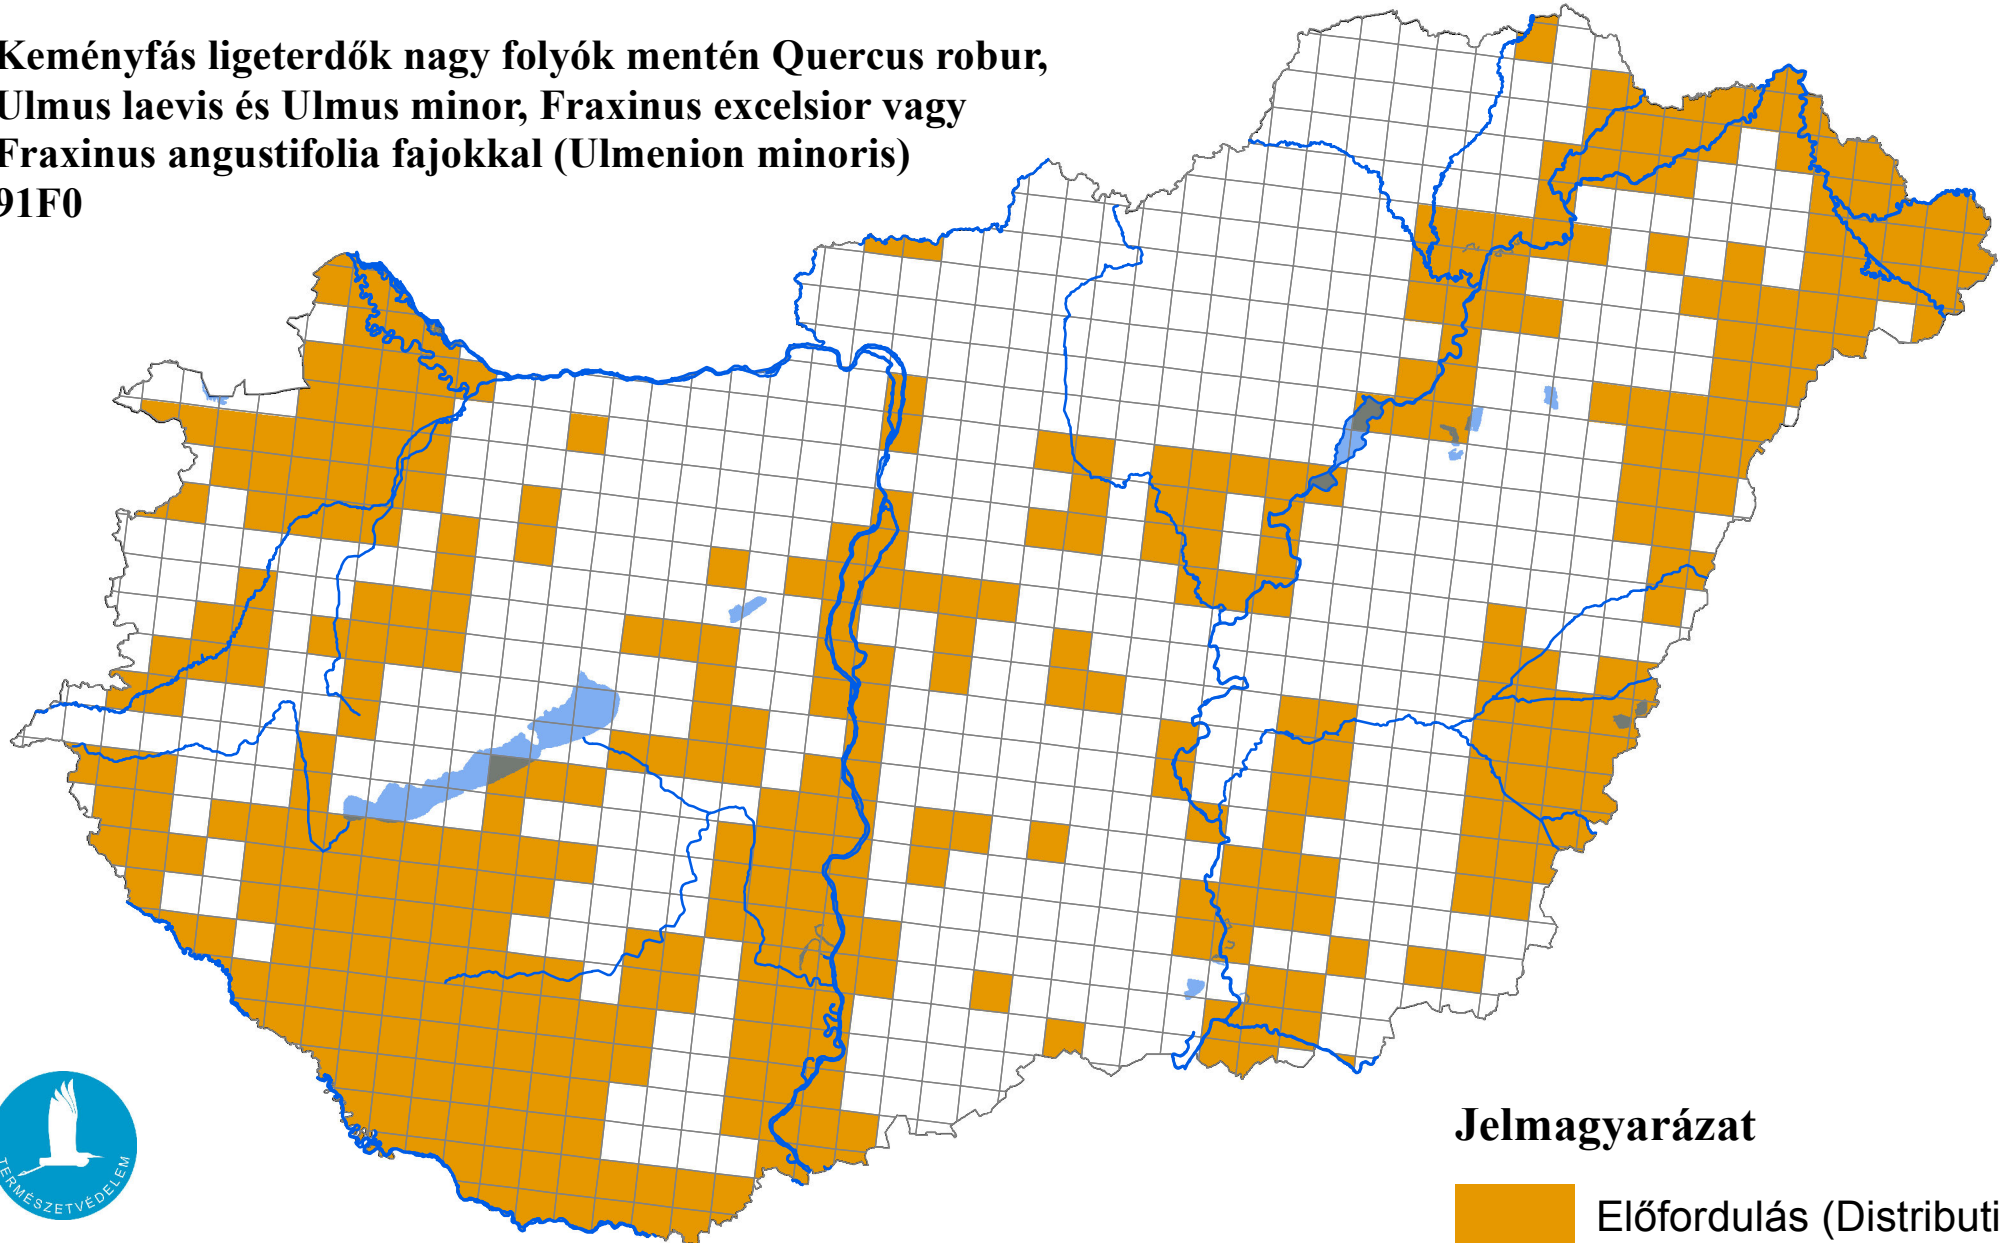 Keményfás ligeterdők nagy folyók mentén Quercus robur,
Ulmus laevis és Ulmus minor, Fraxinus excelsior vagy
Fraxinus angustifolia fajokkal (Ulmenion minoris)
91F0
TERMÉSZETVÉDELEM
Jelmagyarázat
Előfordulás (Distributi